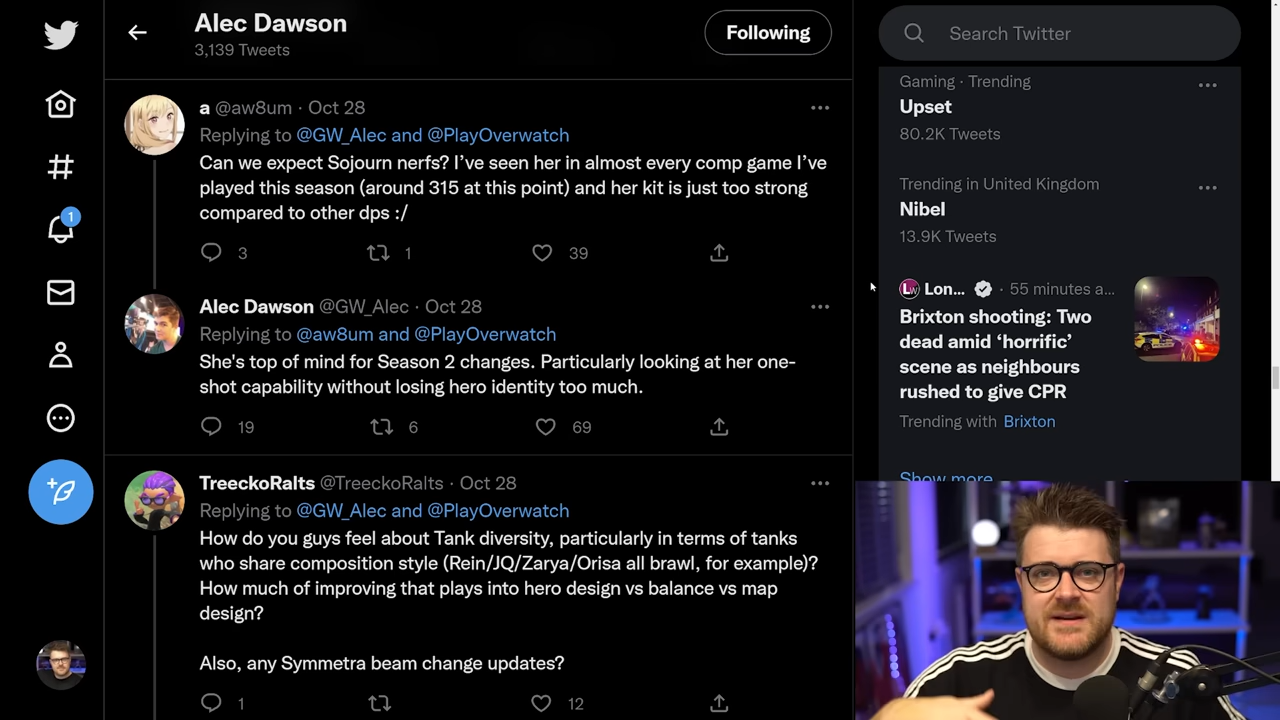 Alec Dawson
3,139 Tweets
Following
a @aw8um · Oct 28
Replying to @GW_Alec and @PlayOverwatch
Can we expect Sojourn nerfs? I’ve seen her in almost every comp game I’ve
played this season (around 315 at this point) and her kit is just too strong
compared to other dps :/
3 1 39
Alec Dawson @GW_Alec · Oct 28
Replying to @aw8um and @PlayOverwatch
She's top of mind for Season 2 changes. Particularly looking at her one-
shot capability without losing hero identity too much.
19 6 69
TreeckoRalts @TreeckoRalts · Oct 28
Replying to @GW_Alec and @PlayOverwatch
How do you guys feel about Tank diversity, particularly in terms of tanks
who share composition style (Rein/JQ/Zarya/Orisa all brawl, for example)?
How much of improving that plays into hero design vs balance vs map
design?
Also, any Symmetra beam change updates?
1 12
1
Search Twitter
Gaming · Trending
Upset
80.2K Tweets
Trending in United Kingdom
Nibel
13.9K Tweets
LW Lon... · 55 minutes a...
Brixton shooting: Two
dead amid ‘horrific’
scene as neighbours
rushed to give CPR
Trending with Brixton
Show more